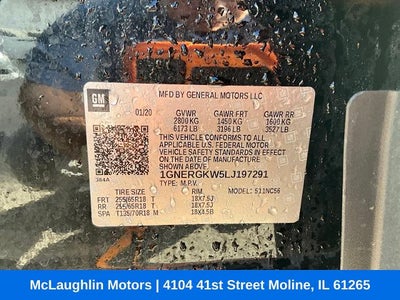 GM
MFD BY GENERAL MOTORS LLC
01/20 GVWR GAWR FRT GAWR RR
2800 KG 1450 KG 1600 KG
6173 LB 3196 LB 3527 LB
THIS VEHICLE CONFORMS TO ALL
APPLICABLE U.S. FEDERAL MOTOR
VEHICLE SAFETY STANDARDS IN
EFFECT ON THE DATE OF
MANUFACTURE SHOWN ABOVE.
1GNERGKW5LJ197291
TYPE: M.P.V.
TIRE SIZE RIM MODEL: 511NC56
FRT 255/65R18 T 18X7.5J
RR 255/65R18 T 18X7.5J
SPA T135/70R18 M 18X4.5B
McLaughlin Motors | 4104 41st Street Moline, IL 61265